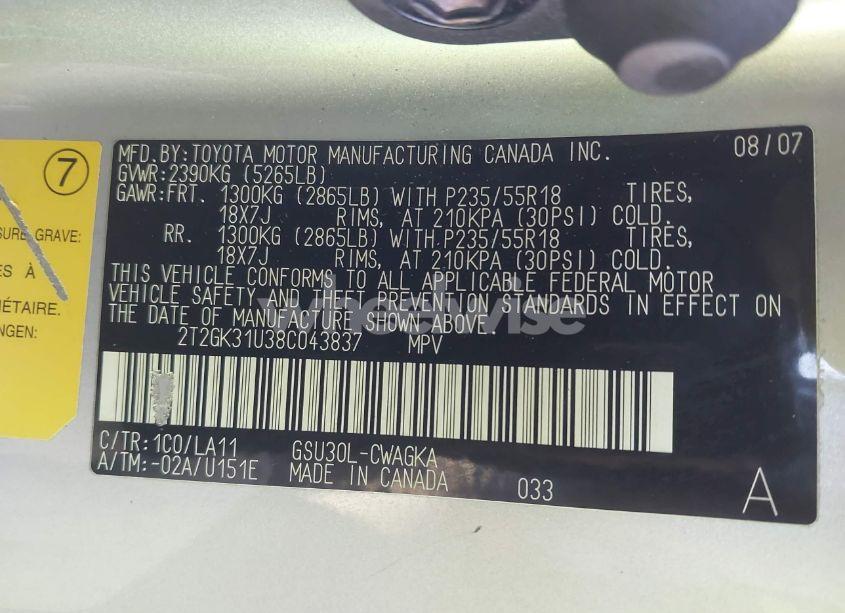 7
SURE GRAVE:
ES À
IÉTAIRE.
NGEN:
MFD.BY:TOYOTA MOTOR MANUFACTURING CANADA INC. 08/07
GVWR:2390KG (5265LB)
GAWR:FRT. 1300KG (2865LB) WITH P235/55R18 TIRES,
18X7J RIMS, AT 210KPA (30PSI) COLD.
RR. 1300KG (2865LB) WITH P235/55R18 TIRES,
18X7J RIMS, AT 210KPA (30PSI) COLD.
THIS VEHICLE CONFORMS TO ALL APPLICABLE FEDERAL MOTOR
VEHICLE SAFETY AND THEFT PREVENTION STANDARDS IN EFFECT ON
THE DATE OF MANUFACTURE SHOWN ABOVE.
wheelwise
2T2GK31U38C043837 MPV
C/TR:1C0/LA11 GSU30L-CWAGKA
A/TM:-02A/U151E MADE IN CANADA 033 A